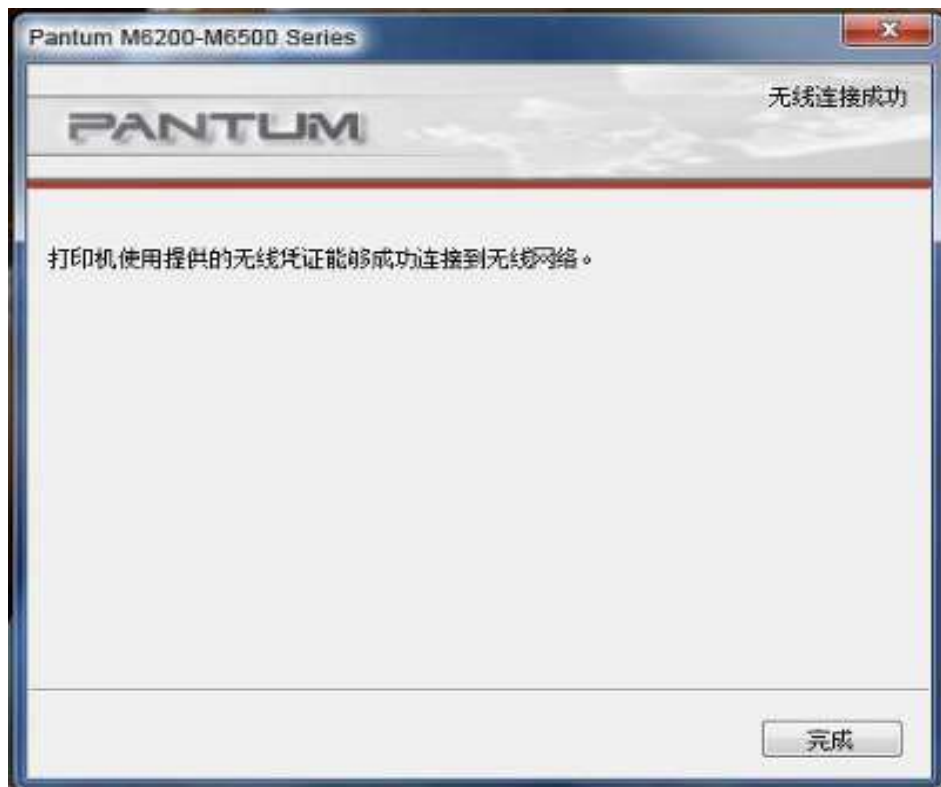 Pantum M6200-M6500 Series
无线连接成功
PANTUM
打印机使用提供的无线凭证能够成功连接到无线网络。
完成